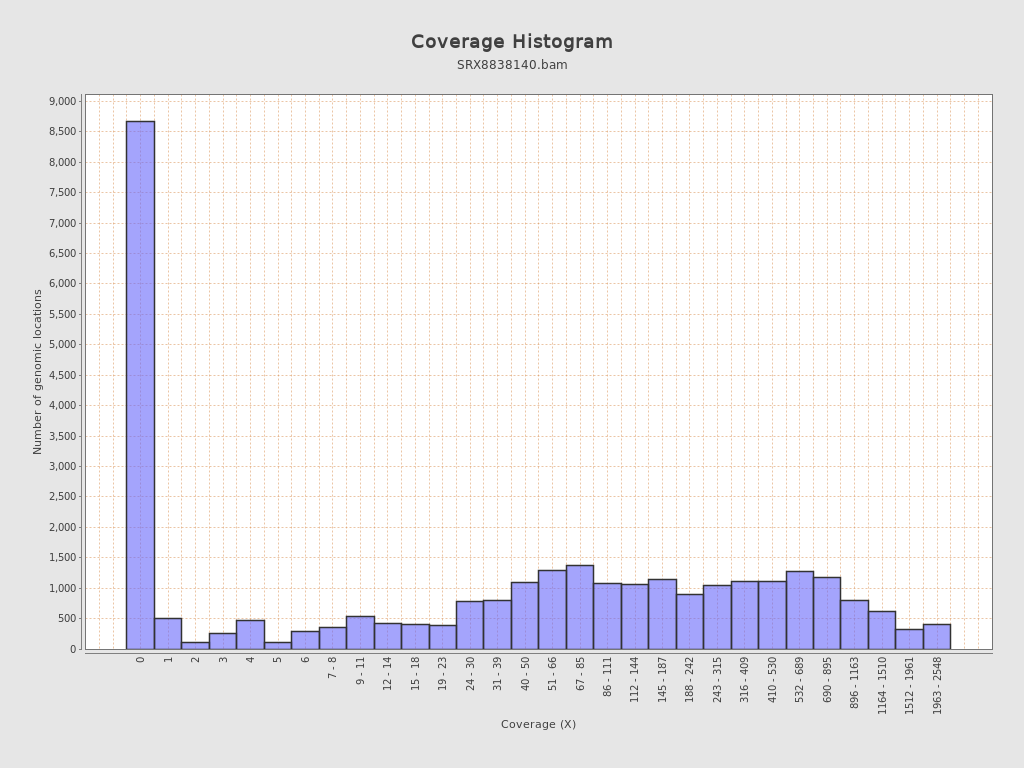 Coverage Histogram
SRX8838140.bam
Number of genomic locations
9,000
8,500
8,000
7,500
7,000
6,500
6,000
5,500
5,000
4,500
4,000
3,500
3,000
2,500
2,000
1,500
1,000
500
0
0
1
2
3
4
5
6
7 - 8
9 - 11
12 - 14
15 - 18
19 - 23
24 - 30
31 - 39
40 - 50
51 - 66
67 - 85
86 - 111
112 - 144
145 - 187
188 - 242
243 - 315
316 - 409
410 - 530
532 - 689
690 - 895
896 - 1163
1164 - 1510
1512 - 1961
1963 - 2548
Coverage (X)